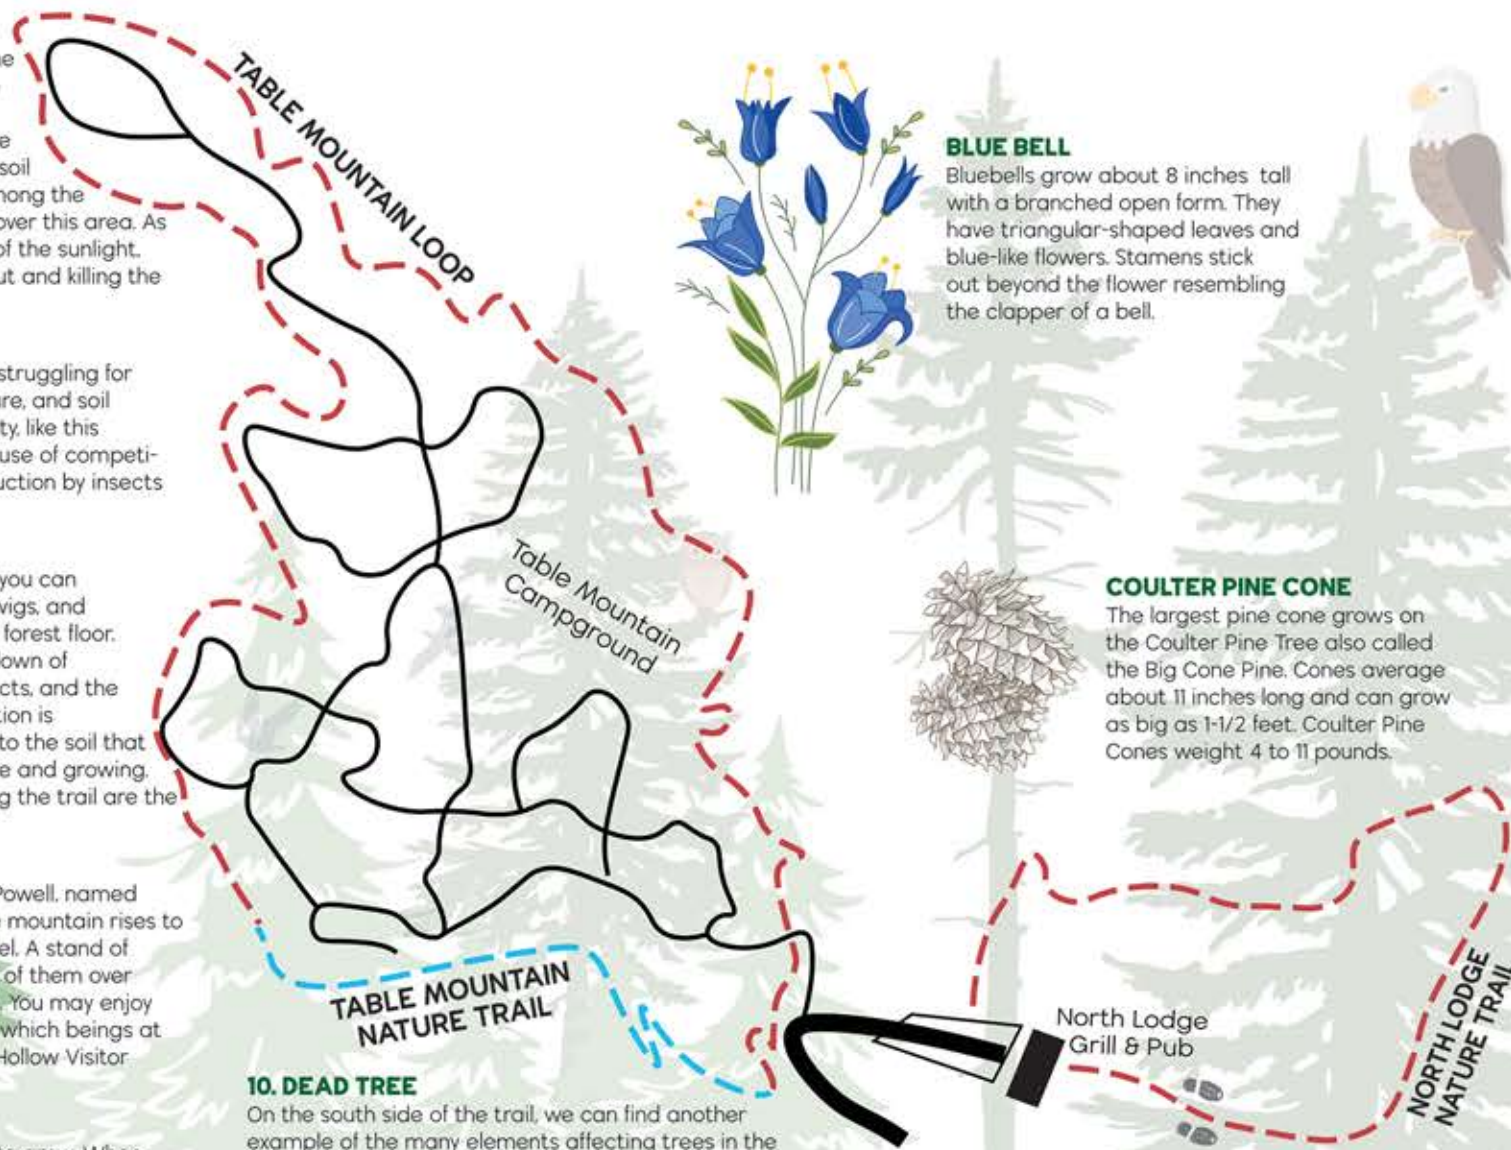 e
soil
mong the
over this area. As
of the sunlight.
ut and killing the
struggling for
ure, and soil
ty, like this
use of competi-
uction by insects
you can
wigs, and
forest floor.
own of
cts, and the
tion is
to the soil that
e and growing.
g the trail are the
Powell, named
e mountain rises to
el. A stand of
of them over
. You may enjoy
which beings at
Hollow Visitor
TABLE MOUNTAIN LOOP
BLUE BELL
Bluebells grow about 8 inches tall
with a branched open form. They
have triangular-shaped leaves and
blue-like flowers. Stamens stick
out beyond the flower resembling
the clapper of a bell.
Table Mountain
Campground
COULTER PINE CONE
The largest pine cone grows on
the Coulter Pine Tree also called
the Big Cone Pine. Cones average
about 11 inches long and can grow
as big as 1-1/2 feet. Coulter Pine
Cones weight 4 to 11 pounds.
TABLE MOUNTAIN
NATURE TRAIL
North Lodge
Grill & Pub
NORTH LODGE
NATURE TRAIL
10. DEAD TREE
On the south side of the trail, we can find another
example of the many elements affecting trees in the